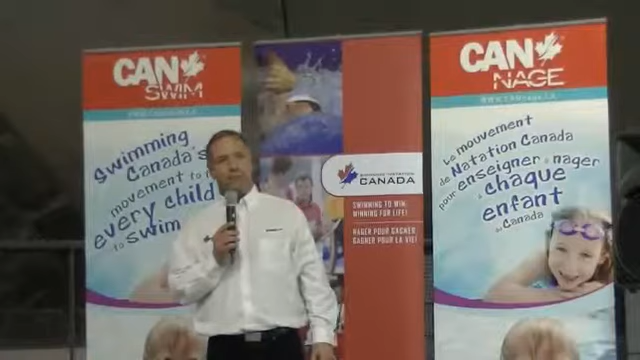 CAN
SWIM
Swimming
Canada's
movement to
every child
to swim
SWIMMING NATATION
CANADA
SWIMMING TO WIN.
WINNING FOR LIFE!
NAGER POUR GAGNER
GAGNER POUR LA VIE!
CAN
NAGE
Le mouvement
de Natation Canada
pour enseigner à nager
à chaque
enfant
du Canada